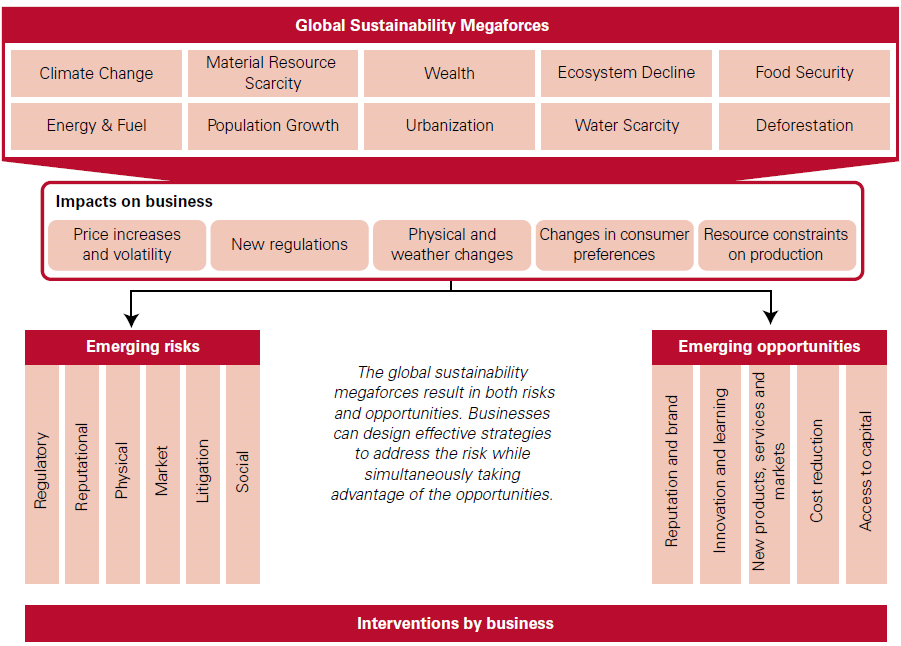 Global Sustainability Megaforces
Climate Change
Material Resource
Scarcity
Wealth
Ecosystem Decline
Food Security
Energy & Fuel
Population Growth
Urbanization
Water Scarcity
Deforestation
Impacts on business
Price increases
and volatility
New regulations
Physical and
weather changes
Changes in consumer
preferences
Resource constraints
on production
Emerging risks
Regulatory
Reputational
Physical
Market
Litigation
Social
The global sustainability
megaforces result in both risks
and opportunities. Businesses
can design effective strategies
to address the risk while
simultaneously taking
advantage of the opportunities.
Emerging opportunities
Reputation and brand
Innovation and learning
New products, services and
markets
Cost reduction
Access to capital
Interventions by business